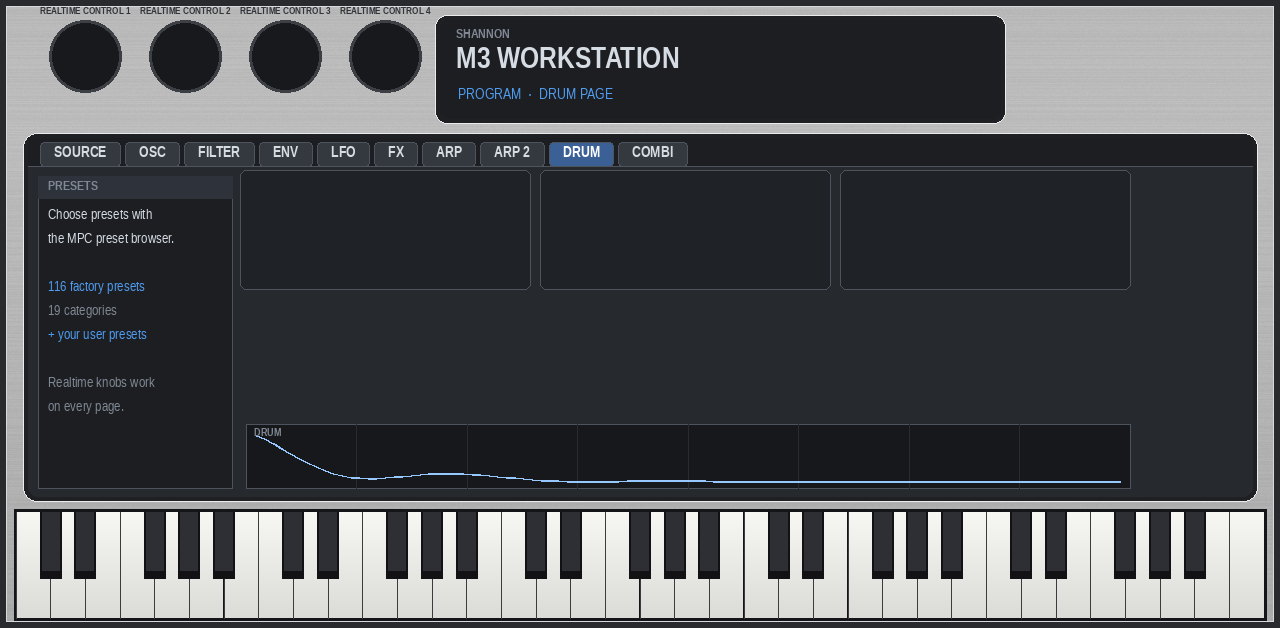 REALTIME CONTROL 1 REALTIME CONTROL 2 REALTIME CONTROL 3 REALTIME CONTROL 4
SHANNON
M3 WORKSTATION
PROGRAM · DRUM PAGE
SOURCE OSC FILTER ENV LFO FX ARP ARP 2 DRUM COMBI
PRESETS
Choose presets with
the MPC preset browser.
116 factory presets
19 categories
+ your user presets
Realtime knobs work
on every page.
DRUM